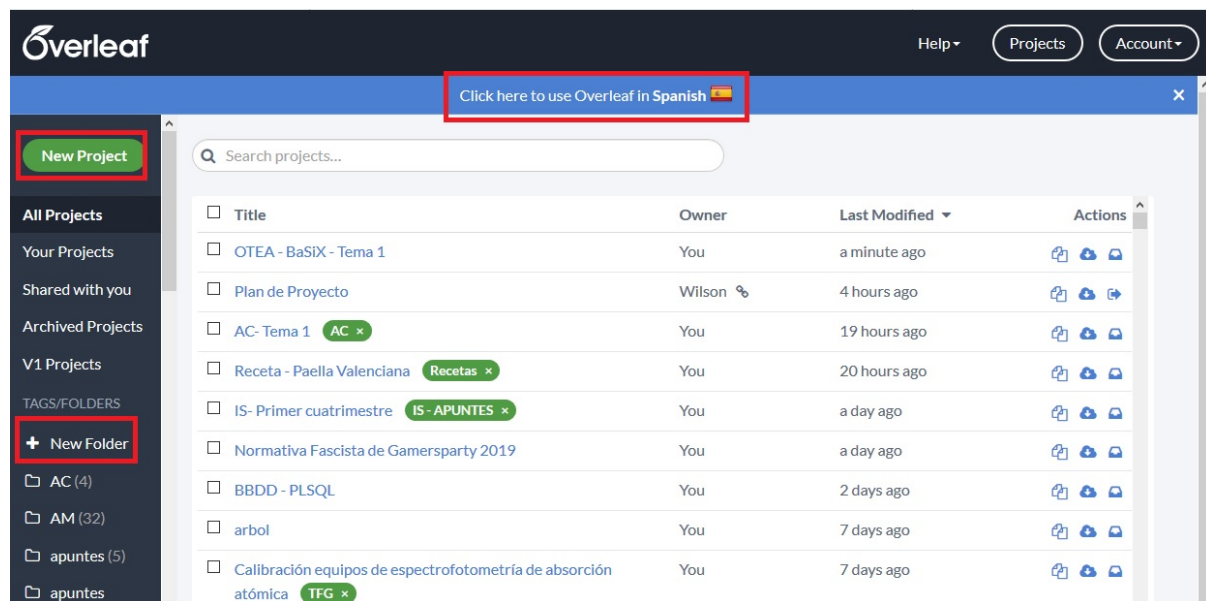 Overleaf
Help
Projects
Account
Click here to use Overleaf in Spanish
×
New Project
Search projects...
All Projects
Your Projects
Shared with you
Archived Projects
V1 Projects
TAGS/FOLDERS
+ New Folder
AC (4)
AM (32)
apuntes (5)
apuntes
Title Owner Last Modified Actions
OTEA - BaSiX - Tema 1 You a minute ago
Plan de Proyecto Wilson 4 hours ago
AC- Tema 1 AC × You 19 hours ago
Receta - Paella Valenciana Recetas × You 20 hours ago
IS- Primer cuatrimestre IS - APUNTES × You a day ago
Normativa Fascista de Gamersparty 2019 You a day ago
BBDD - PLSQL You 2 days ago
arbol You 7 days ago
Calibración equipos de espectrofotometría de absorción You 7 days ago
atómica TFG ×